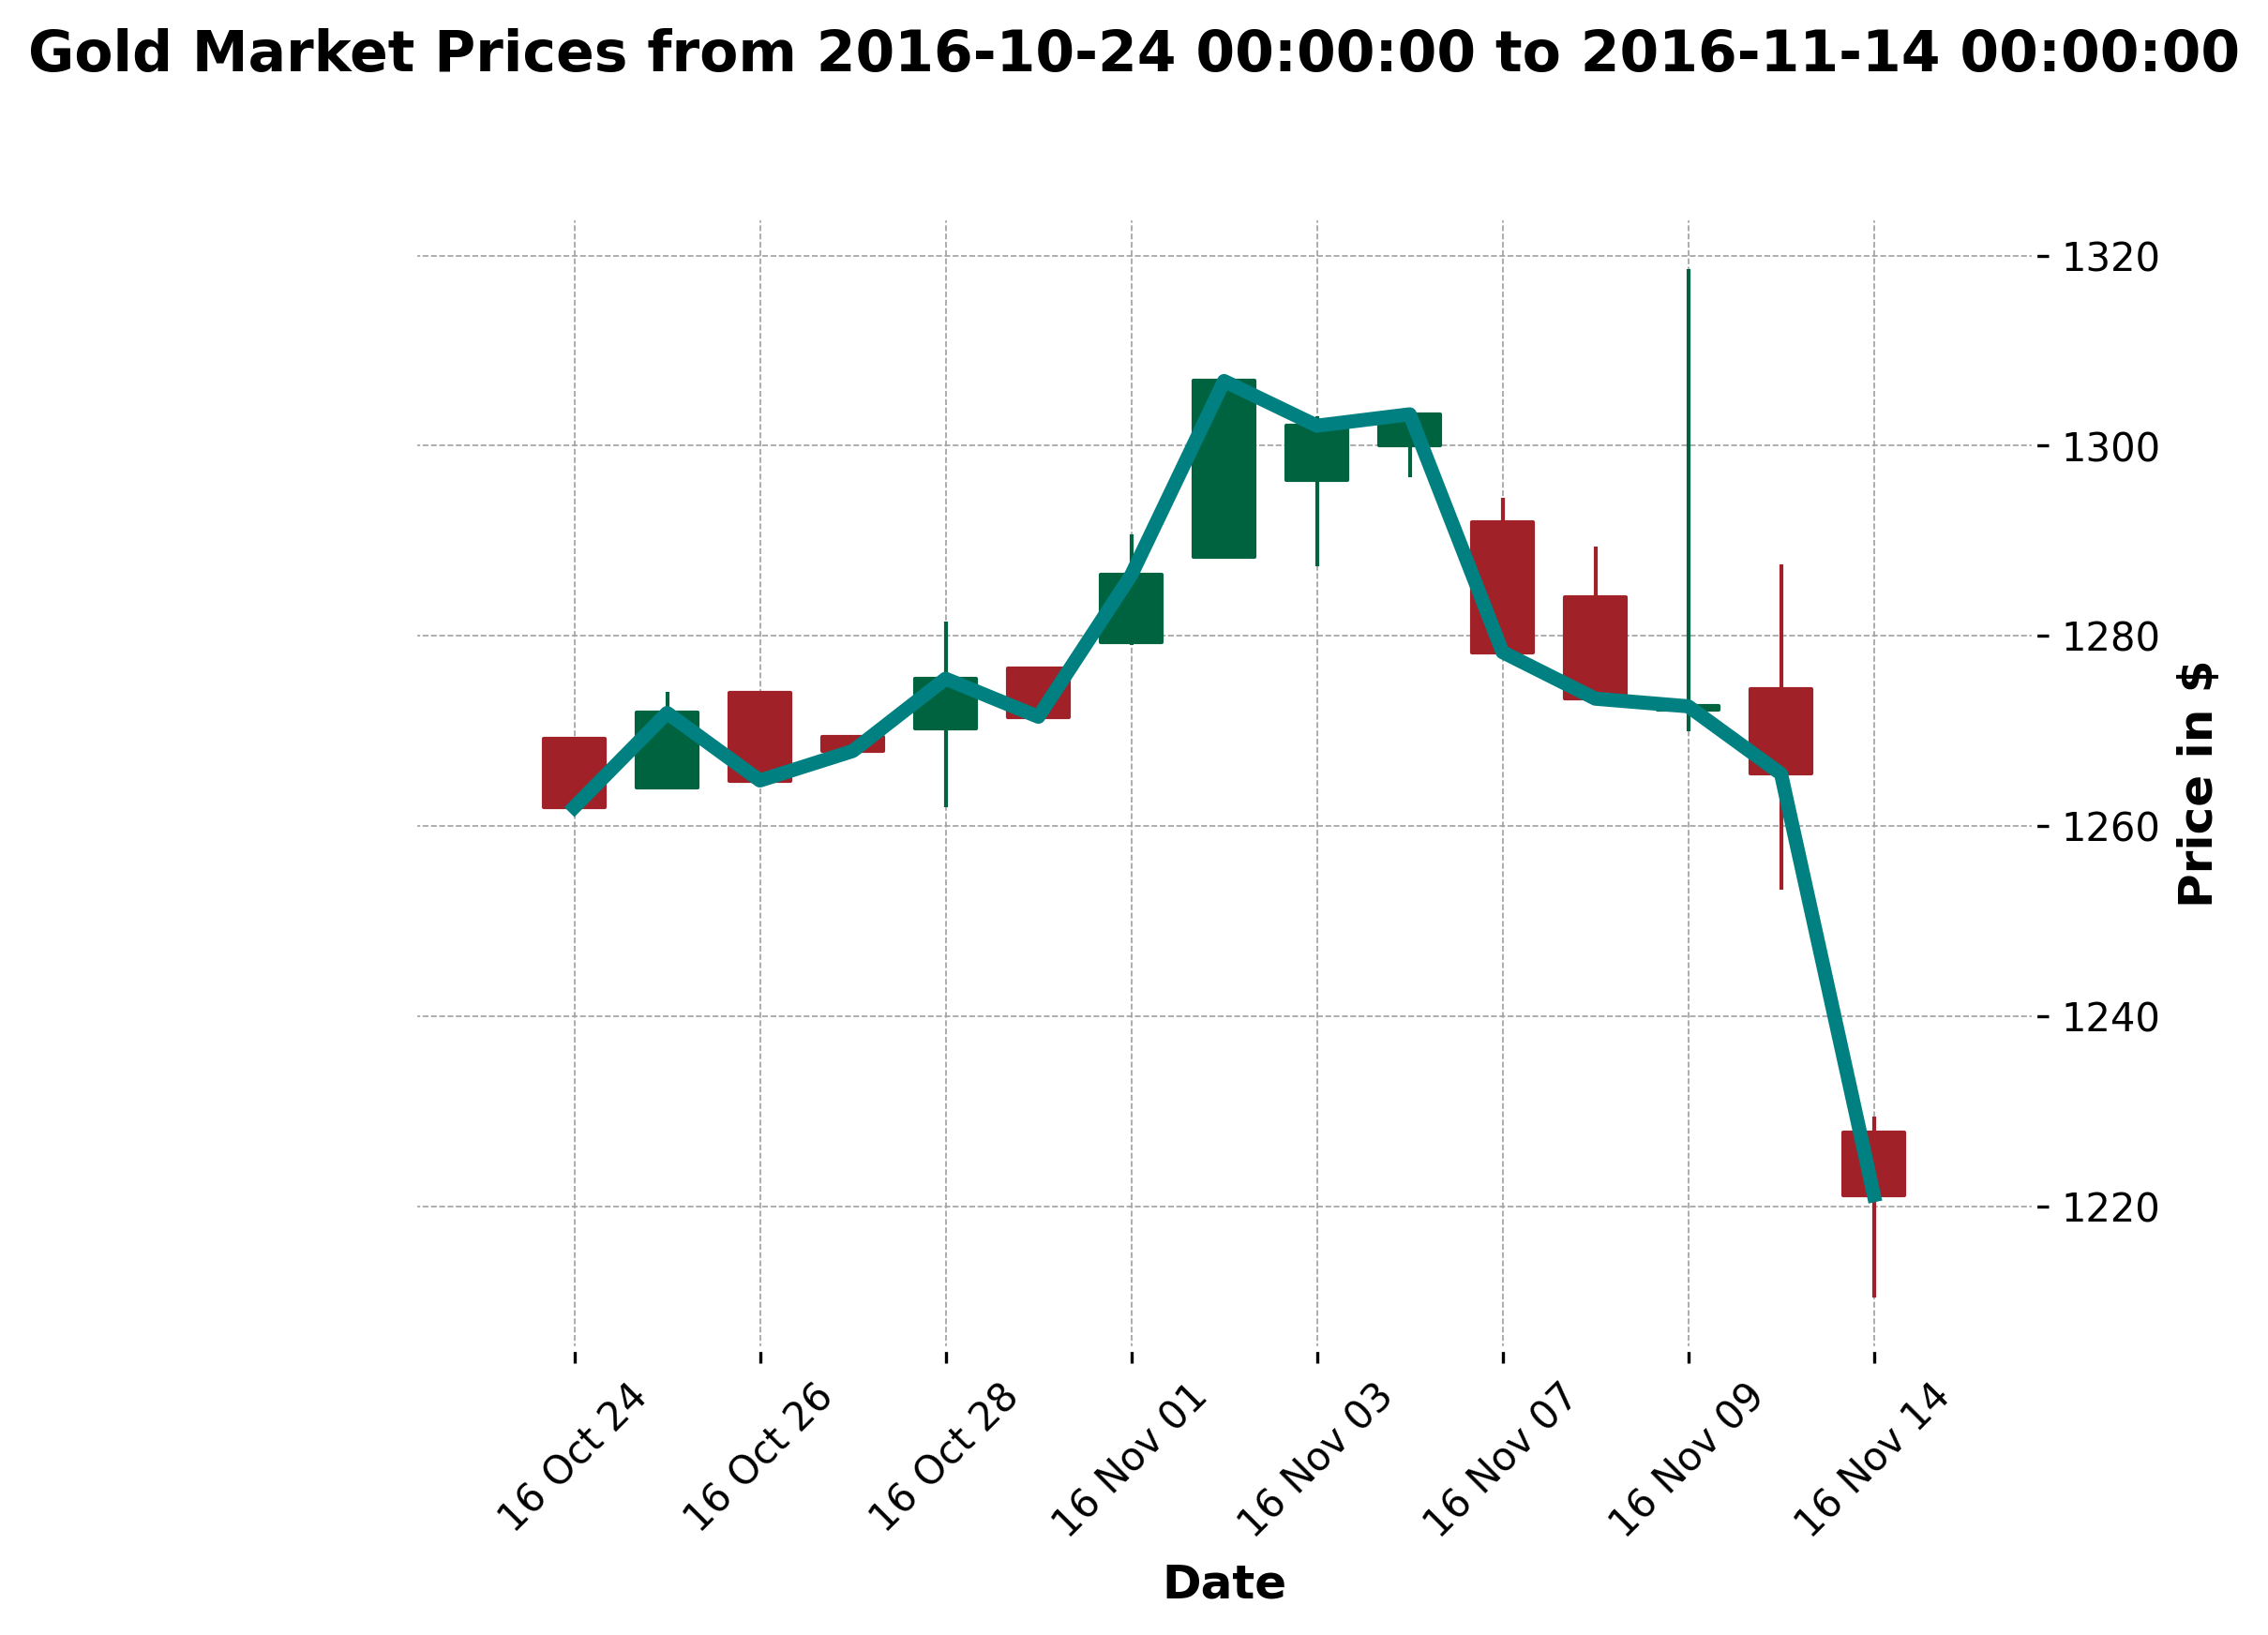 Gold Market Prices from 2016-10-24 00:00:00 to 2016-11-14 00:00:00
1320
1300
1280
1260
1240
1220
Price in $
16 Oct 24
16 Oct 26
16 Oct 28
16 Nov 01
16 Nov 03
16 Nov 07
16 Nov 09
16 Nov 14
Date